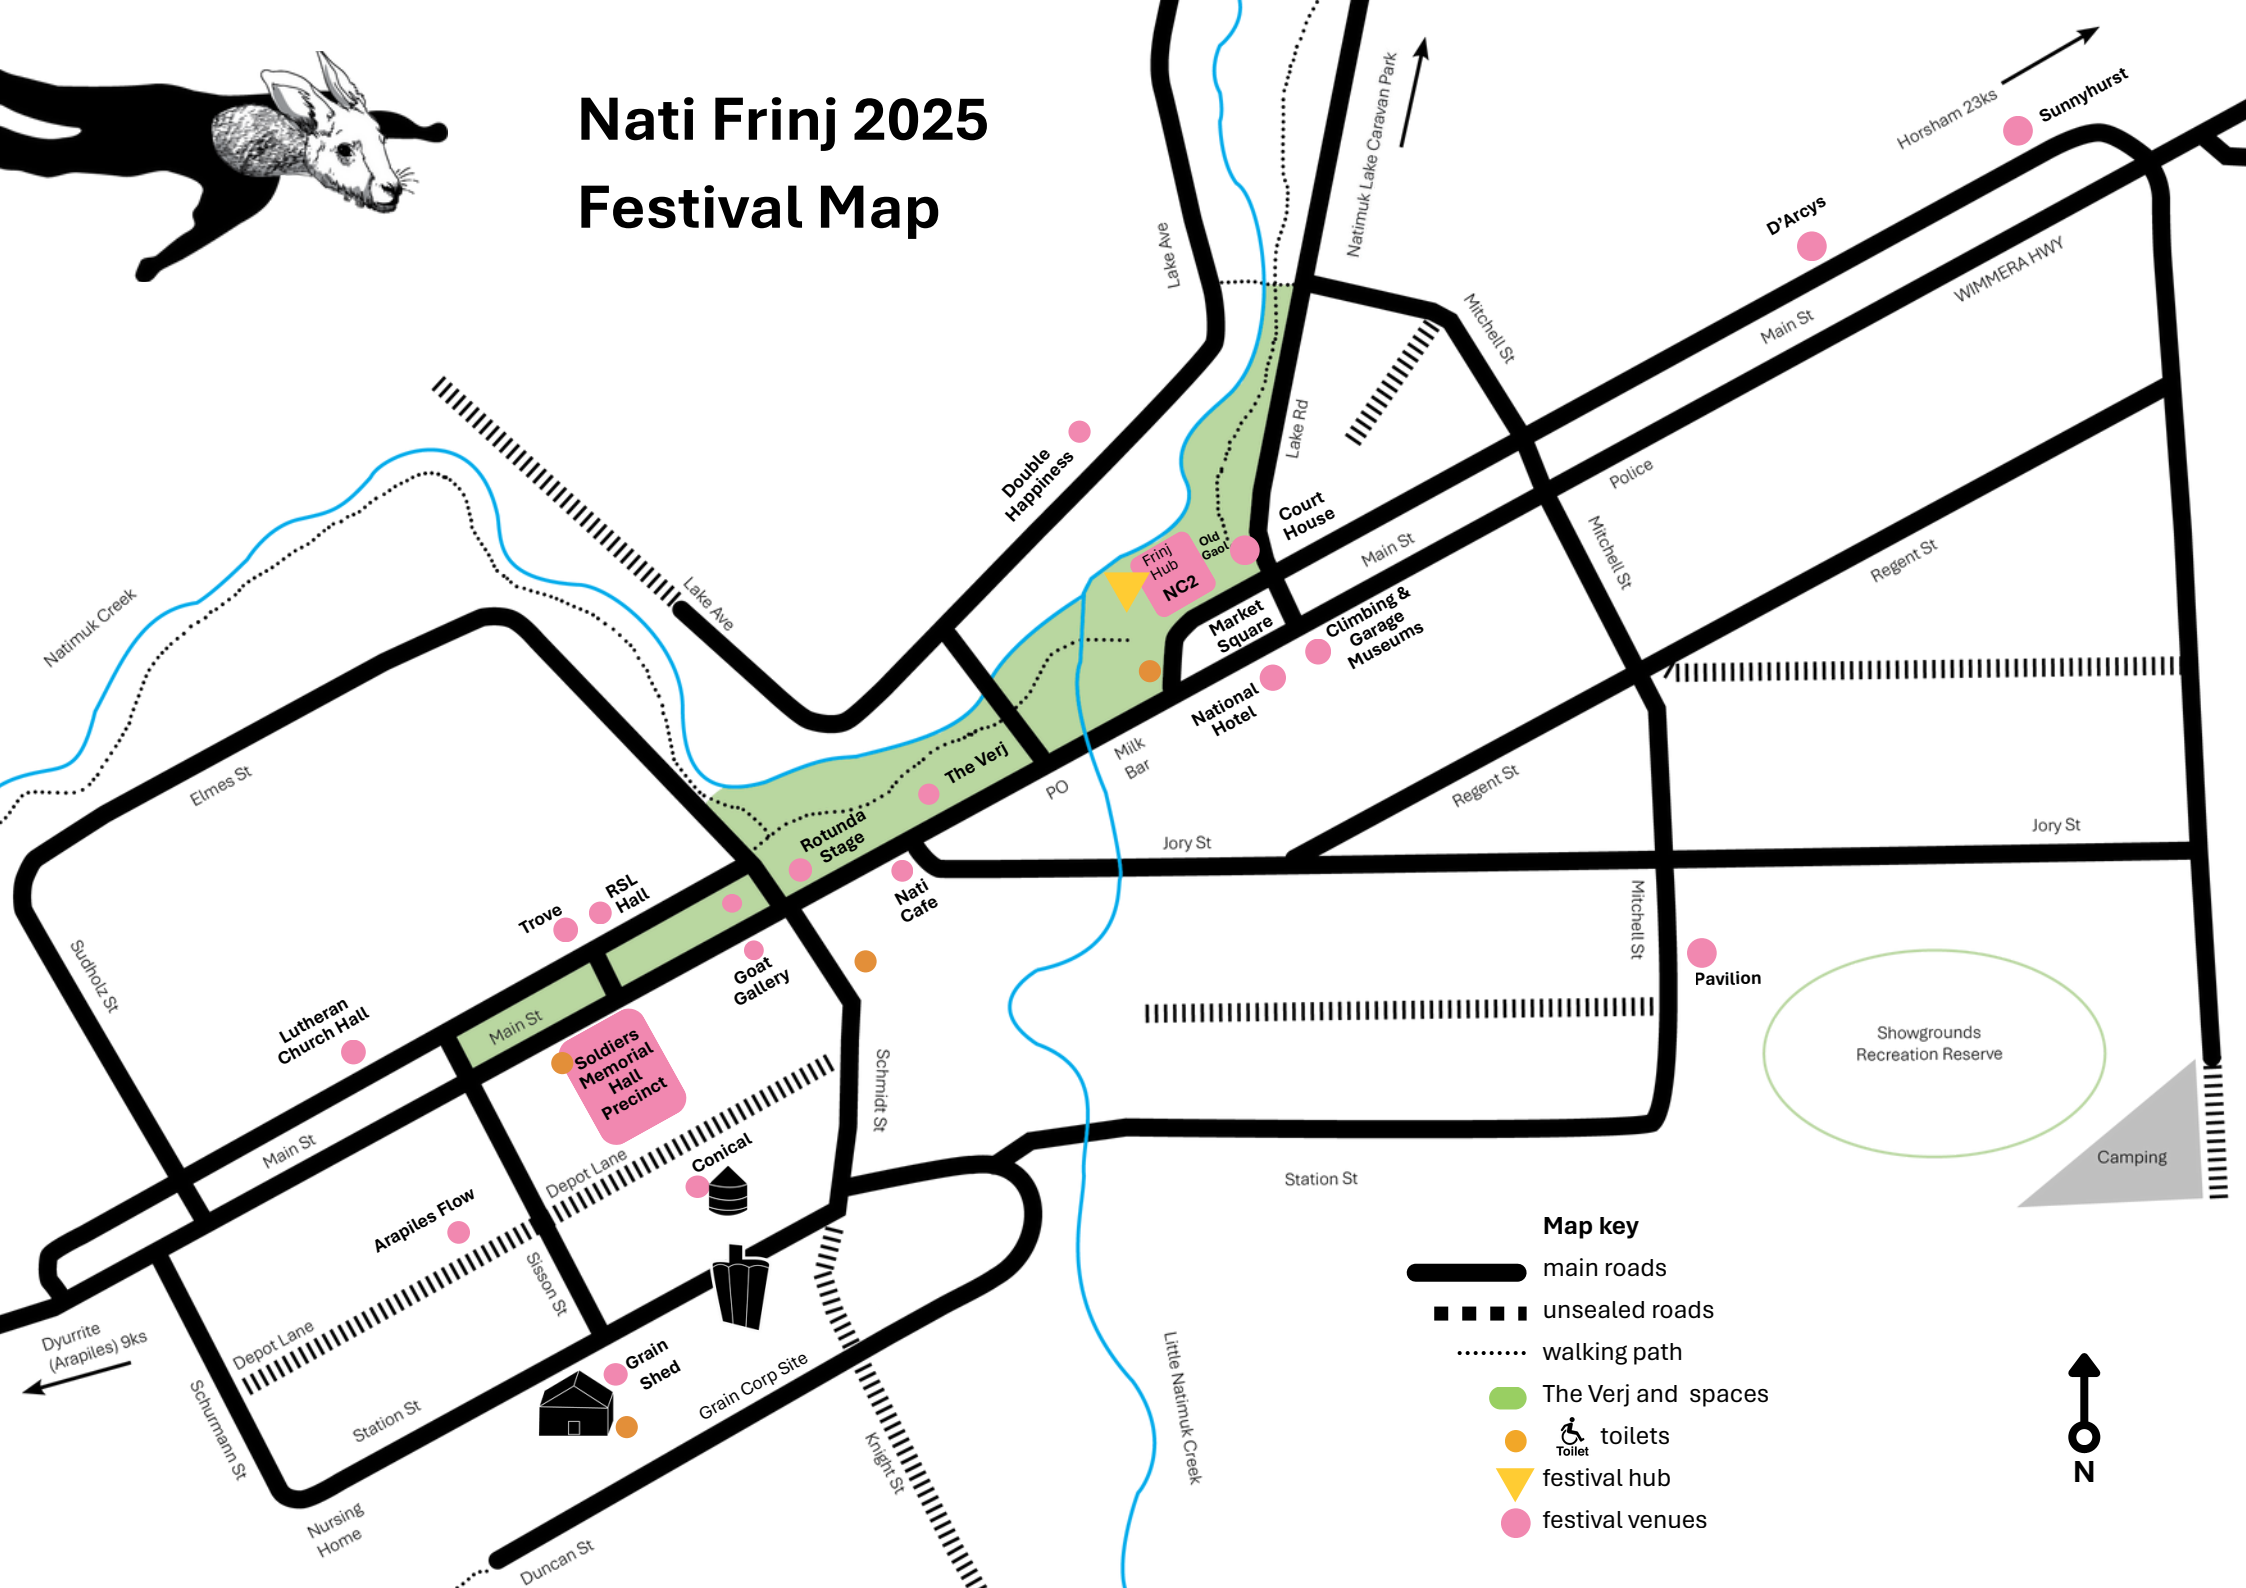 Nati Frinj 2025
Festival Map
Natimuk Lake Caravan Park
Horsham 23ks
Sunnyhurst
D'Arcys
WIMMERA HWY
Main St
Lake Ave
Mitchell St
Lake Rd
Double
Happiness
Court
House
Old
Gaol
Frinj
Hub
NC2
Main St
Police
Mitchell St
Regent St
Market
Square
Climbing &
Garage
Museums
National
Hotel
Natimuk Creek
Lake Ave
Elmes St
The Verj
Milk
Bar
PO
Regent St
Rotunda
Stage
Jory St
Jory St
Nati
Cafe
RSL
Hall
Trove
Goat
Gallery
Mitchell St
Pavilion
Sudholz St
Lutheran
Church Hall
Main St
Soldiers
Memorial
Hall
Precinct
Showgrounds
Recreation Reserve
Camping
Schmidt St
Main St
Depot Lane
Conical
Station St
Arapiles Flow
Sisson St
Dyurrite
(Arapiles) 9ks
Depot Lane
Schurmann St
Station St
Grain
Shed
Grain Corp Site
Knight St
Little Natimuk Creek
Nursing
Home
Duncan St
Map key
main roads
unsealed roads
walking path
The Verj and spaces
Toilet
toilets
festival hub
festival venues
N